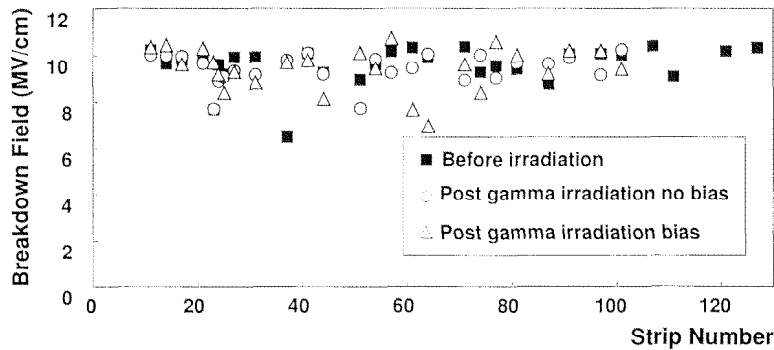 Breakdown Field (MV/cm)
12
10
8
6
4
2
0
0
20
40
60
80
100
120
Before irradiation
Post gamma irradiation no bias
Post gamma irradiation bias
Strip Number